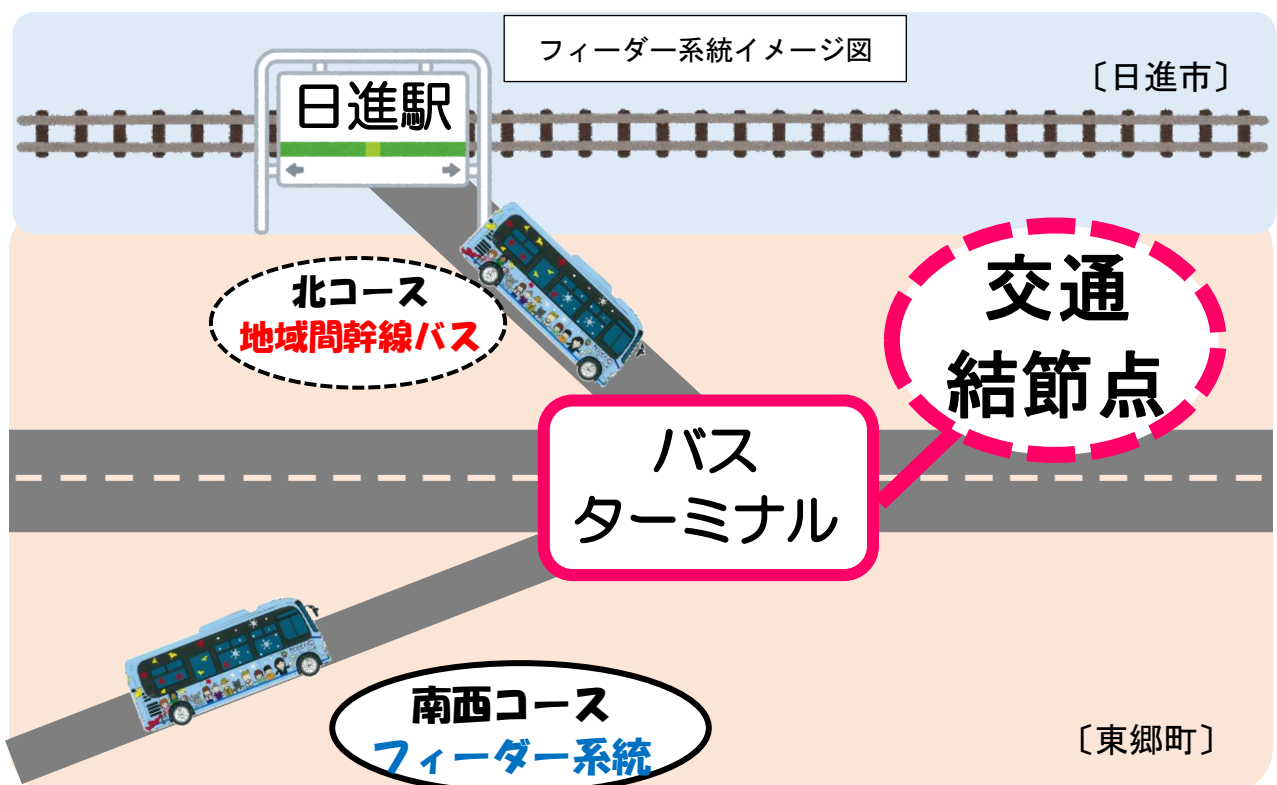 フィーダー系統イメージ図
〔日進市〕
日進駅
北コース
地域間幹線バス
交通
結節点
バス
ターミナル
南西コース
フィーダー系統
〔東郷町〕